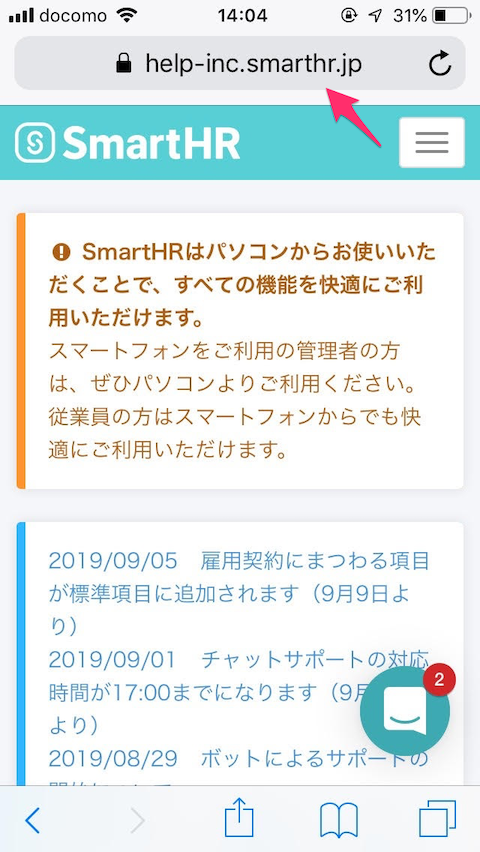 docomo 14:04 31%
help-inc.smarthr.jp
SmartHR
SmartHRはパソコンからお使いいた
だくことで、すべての機能を快適にご利
用いただけます。
スマートフォンをご利用の管理者の方
は、ぜひパソコンよりご利用ください。
従業員の方はスマートフォンからでも快
適にご利用いただけます。
2019/09/05 雇用契約にまつわる項目
が標準項目に追加されます（9月9日よ
り）
2019/09/01 チャットサポートの対応
時間が17:00までになります（9月
より）
2
2019/08/29 ボットによるサポートの